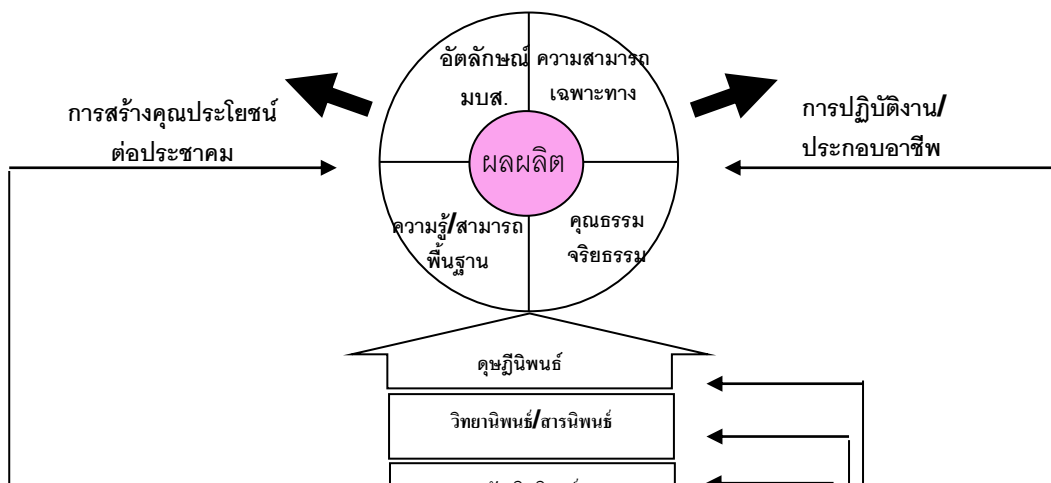 อัตลักษณ์
มบส.
ความสามารถ
เฉพาะทาง
การสร้างคุณประโยชน์
ต่อประชาคม
การปฏิบัติงาน/
ประกอบอาชีพ
ผลผลิต
ความรู้/สามารถ
พื้นฐาน
คุณธรรม
จริยธรรม
ดุษฎีนิพนธ์
วิทยานิพนธ์/สารนิพนธ์